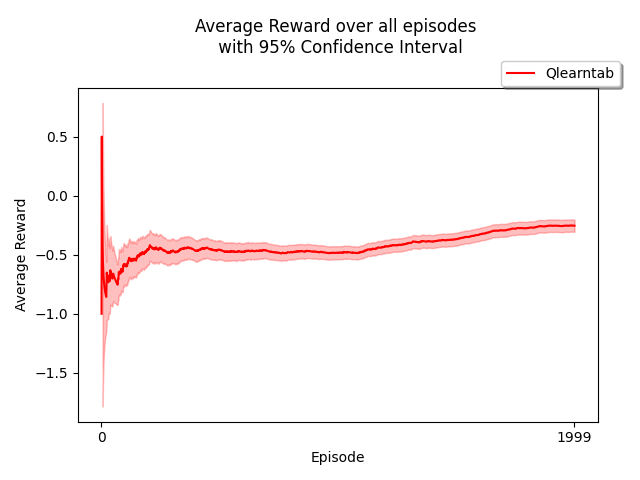 Average Reward over all episodes
with 95% Confidence Interval
Qlearntab
Average Reward
0.5
0.0
−0.5
−1.0
−1.5
0
1999
Episode